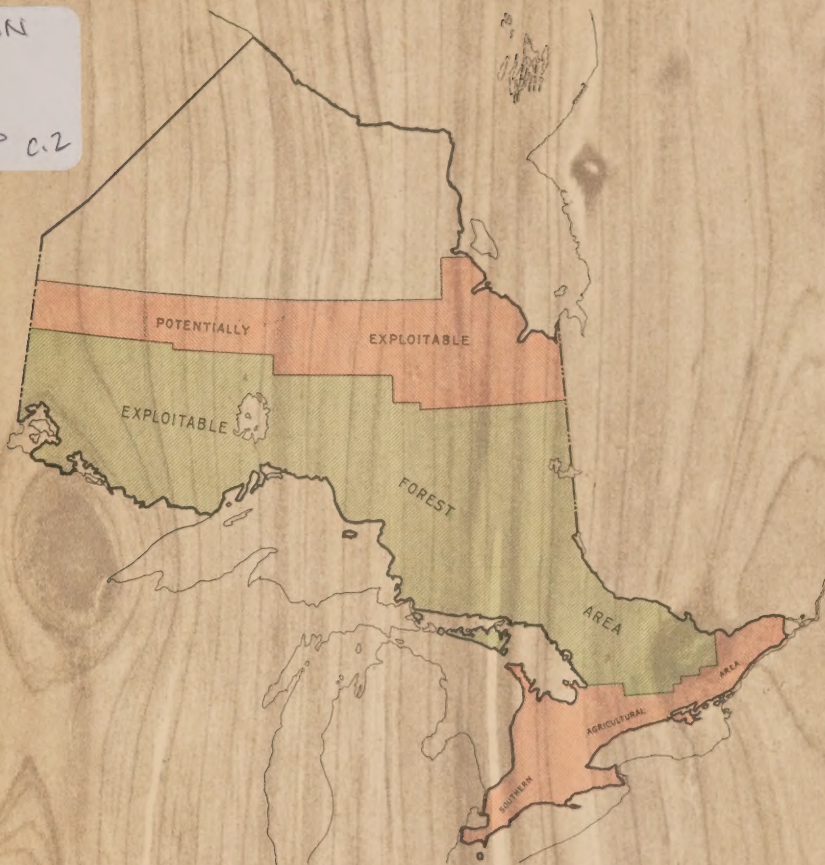 N
C.2
POTENTIALLY EXPLOITABLE
EXPLOITABLE
FOREST
AREA
SOUTHERN AGRICULTURAL AREA